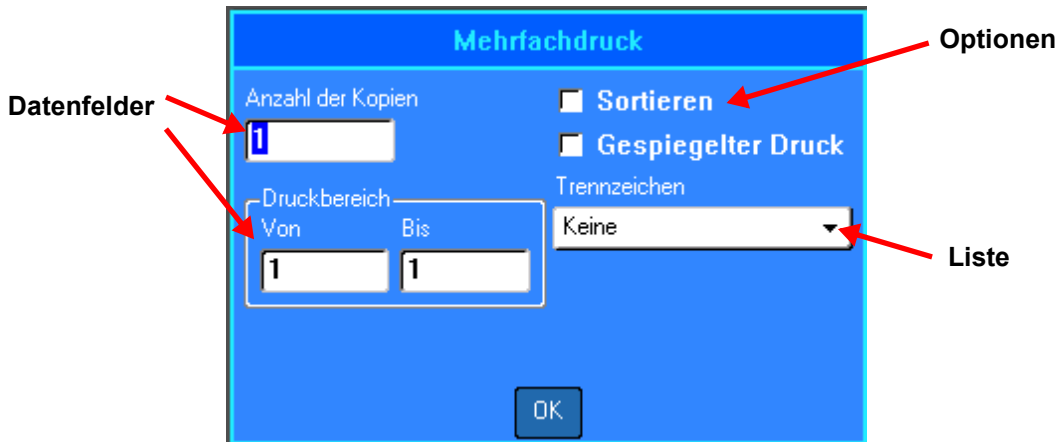 Mehrfachdruck
Optionen
Datenfelder
Anzahl der Kopien
1
Sortieren
Gespiegelter Druck
Druckbereich
Von Bis
1 1
Trennzeichen
Keine
Liste
OK